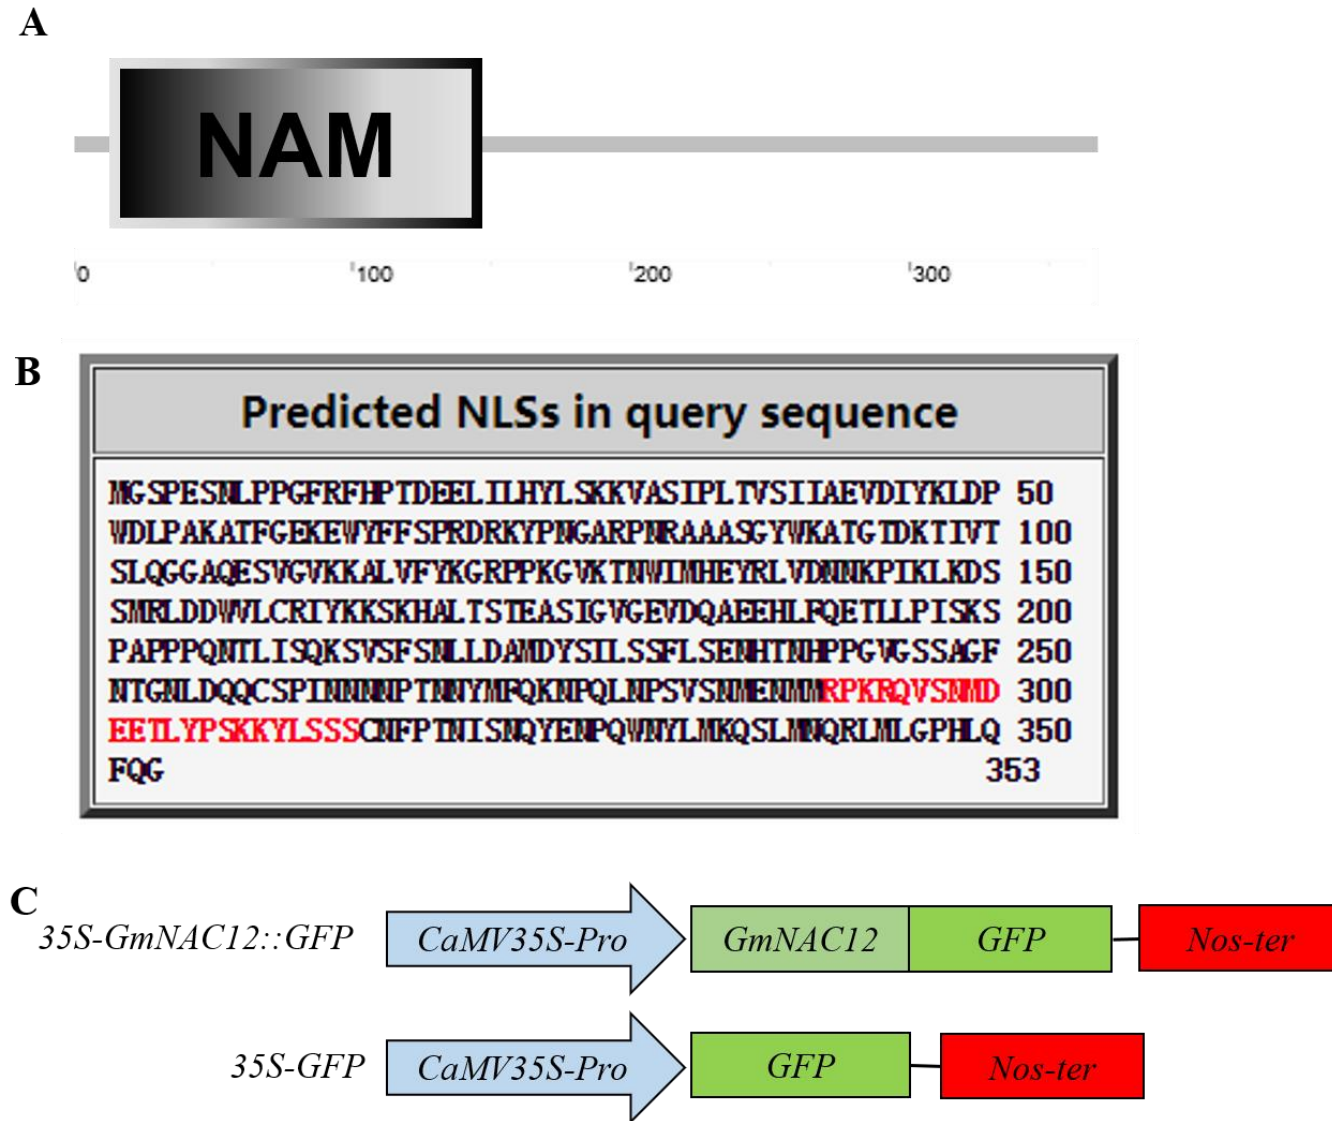 A
NAM
0 100 200 300
B
Predicted NLSs in query sequence
MGSPESNLPPGFRFHPTDEELILHYLSKKVASIPLTVSIIAEVDIYKLDP 50
WDLPAKATFGEKEWYFFSPRDRKYPNGARPNRAAASGYWKATGTDKTIVT 100
SLQGGAQESVGVKKALVFYKGRPPKGVKTNWIMHEYRLVDNNKPIKLKDS 150
SMRLDDWVLCRIYKKSKHALTSTEASIGVGEVDQAEEHLFQETLLPISKS 200
PAPPPQNTLISQKSVSFSNLLDAMDYSILSSFLSENHTNHPPGVGSSAGF 250
NTGNLDQQCSPINNNNPTNNYMFQKNPQLNPSVSNMENMMRPKRQVSNMD 300
EETLYPSKKYLSSSCNFPTNISNQYENPQWNYLMKQSLMNQRLMLGPHLQ 350
FQG 353
C
35S-GmNAC12::GFP CaMV35S-Pro GmNAC12 GFP Nos-ter
35S-GFP CaMV35S-Pro GFP Nos-ter